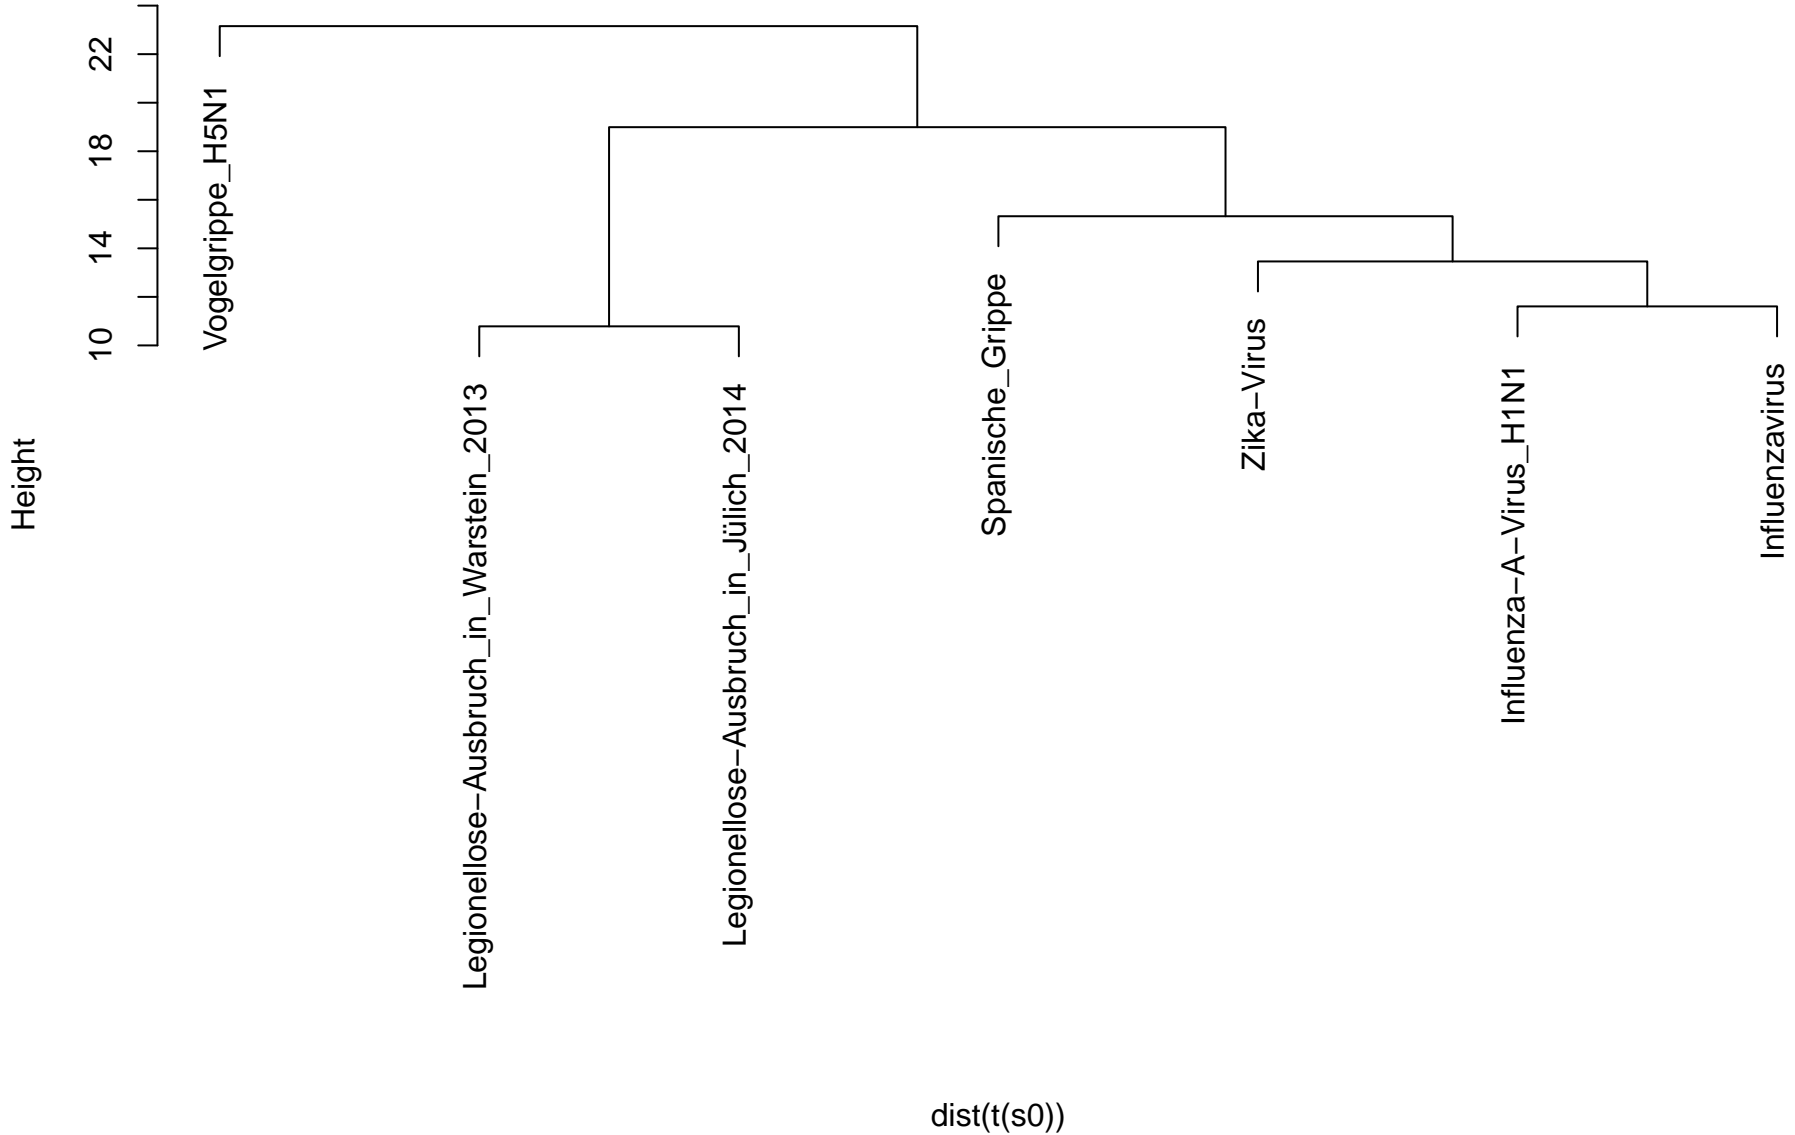 Height
22
18
14
10
Vogelgrippe_H5N1
Legionellose−Ausbruch_in_Warstein_2013
Legionellose−Ausbruch_in_Jülich_2014
Spanische_Grippe
Zika−Virus
Influenza−A−Virus_H1N1
Influenzavirus
dist(t(s0))